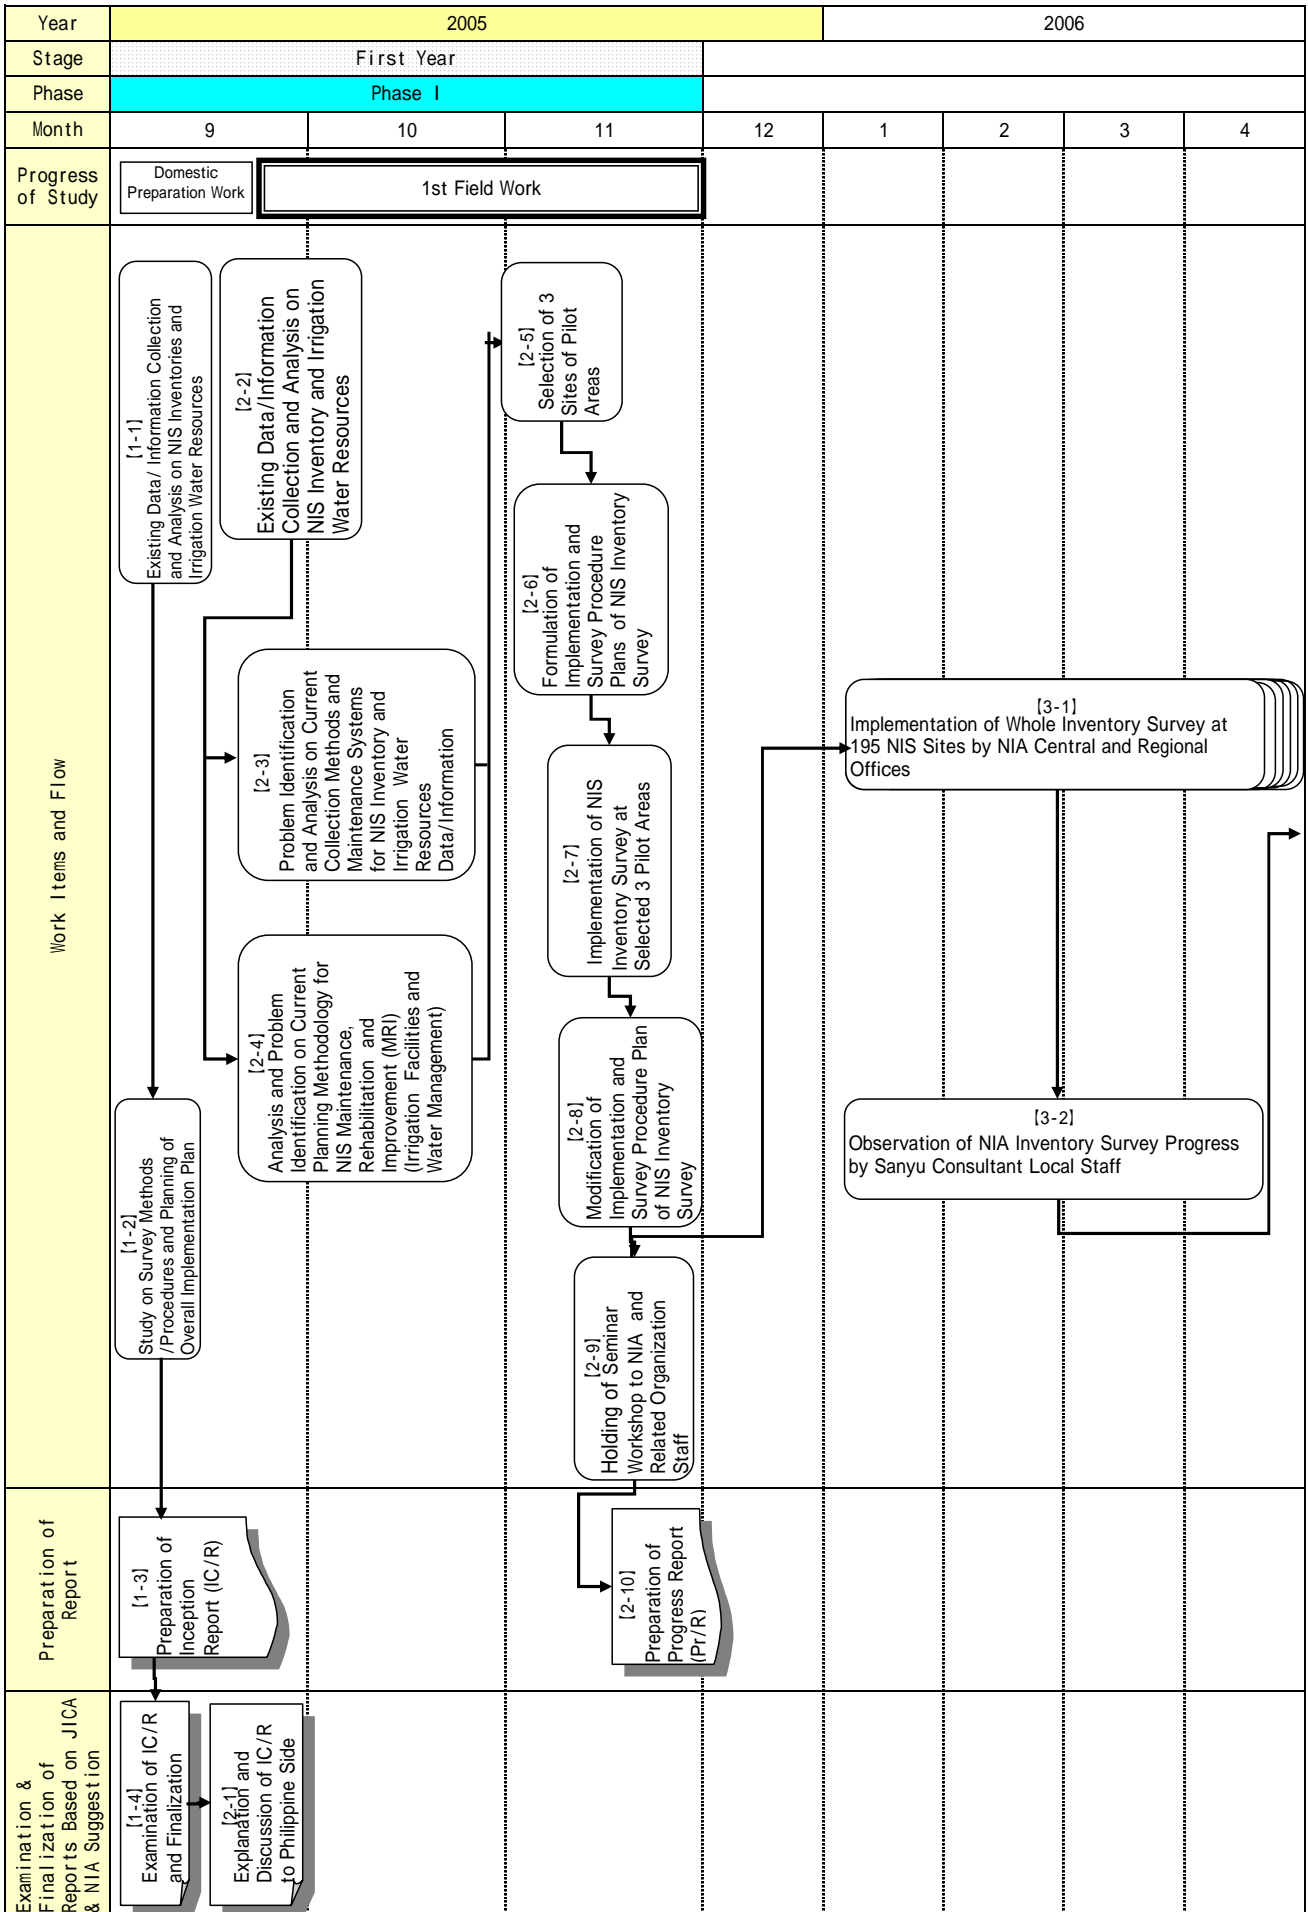 Year
2005
2006
Stage
First Year
Phase
Phase I
Month
9
10
11
12
1
2
3
4
Progress
of Study
Domestic
Preparation Work
1st Field Work
Work Items and Flow
[1-1]
Existing Data/ Information Collection
and Analysis on NIS Inventories and
Irrigation Water Resources
[2-2]
Existing Data/Information
Collection and Analysis on
NIS Inventory and Irrigation
Water Resources
[2-5]
Selection of 3
Sites of Pilot
Areas
[2-6]
Formulation of
Implementation and
Survey Procedure
Plans of NIS Inventory
Survey
[2-3]
Problem Identification
and Analysis on Current
Collection Methods and
Maintenance Systems
for NIS Inventory and
Irrigation Water
Resources
Data/Information
[3-1]
Implementation of Whole Inventory Survey at
195 NIS Sites by NIA Central and Regional
Offices
[2-7]
Implementation of NIS
Inventory Survey at
Selected 3 Pilot Areas
[2-4]
Analysis and Problem
Identification on Current
Planning Methodology for
NIS Maintenance,
Rehabilitation and
Improvement (MRI)
(Irrigation Facilities and
Water Management)
[2-8]
Modification of
Implementation and
Survey Procedure Plan
of NIS Inventory
Survey
[1-2]
Study on Survey Methods
/Procedures and Planning of
Overall Implementation Plan
[3-2]
Observation of NIA Inventory Survey Progress
by Sanyu Consultant Local Staff
[2-9]
Holding of Seminar
Workshop to NIA and
Related Organization
Staff
Preparation of
Report
[1-3]
Preparation of
Inception
Report (IC/R)
[2-10]
Preparation of
Progress Report
(Pr/R)
Examination &
Finalization of
Reports Based on JICA
& NIA Suggestion
[1-4]
Examination of IC/R
and Finalization
[2-1]
Explanation and
Discussion of IC/R
to Philippine Side